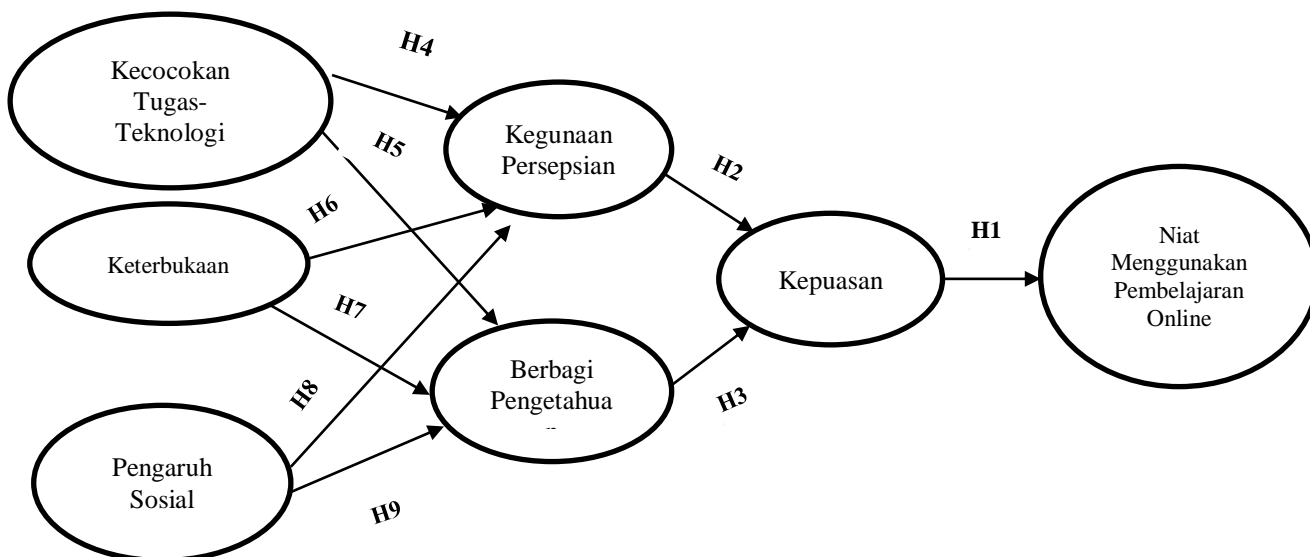 H4
Kecocokan
Tugas-
Teknologi
H5
Kegunaan
Persepsian
H2
H6
Keterbukaan
H1
Niat
Menggunakan
Pembelajaran
Online
Kepuasan
H7
H8
Berbagi
Pengetahua
H3
Pengaruh
Sosial
H9